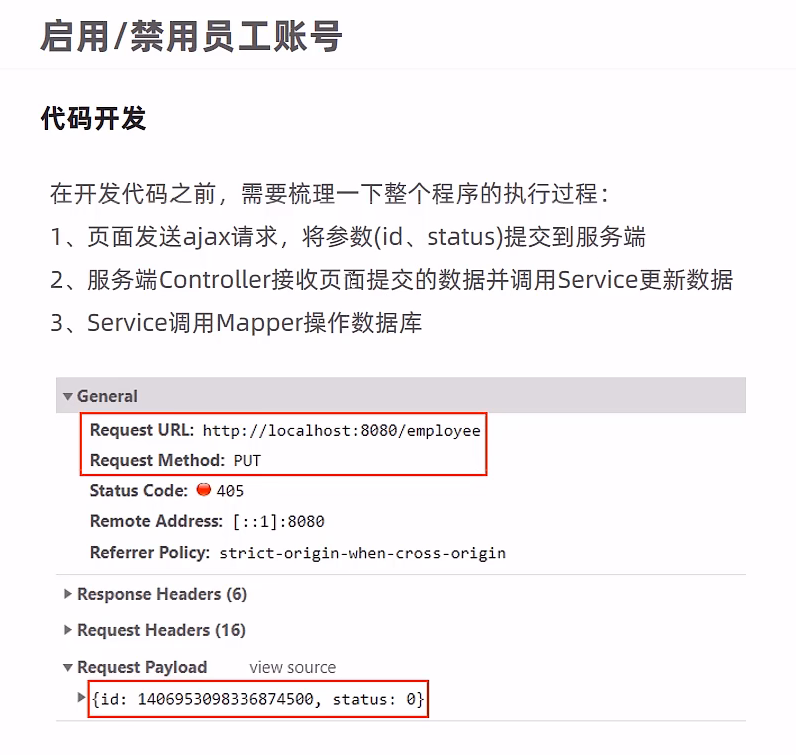 启用/禁用员工账号
代码开发
在开发代码之前，需要梳理一下整个程序的执行过程：
1、页面发送ajax请求，将参数(id、status)提交到服务端
2、服务端Controller接收页面提交的数据并调用Service更新数据
3、Service调用Mapper操作数据库
General
Request URL: http://localhost:8080/employee
Request Method: PUT
Status Code: 405
Remote Address: [::1]:8080
Referrer Policy: strict-origin-when-cross-origin
Response Headers (6)
Request Headers (16)
Request Payload view source
{id: 1406953098336874500, status: 0}